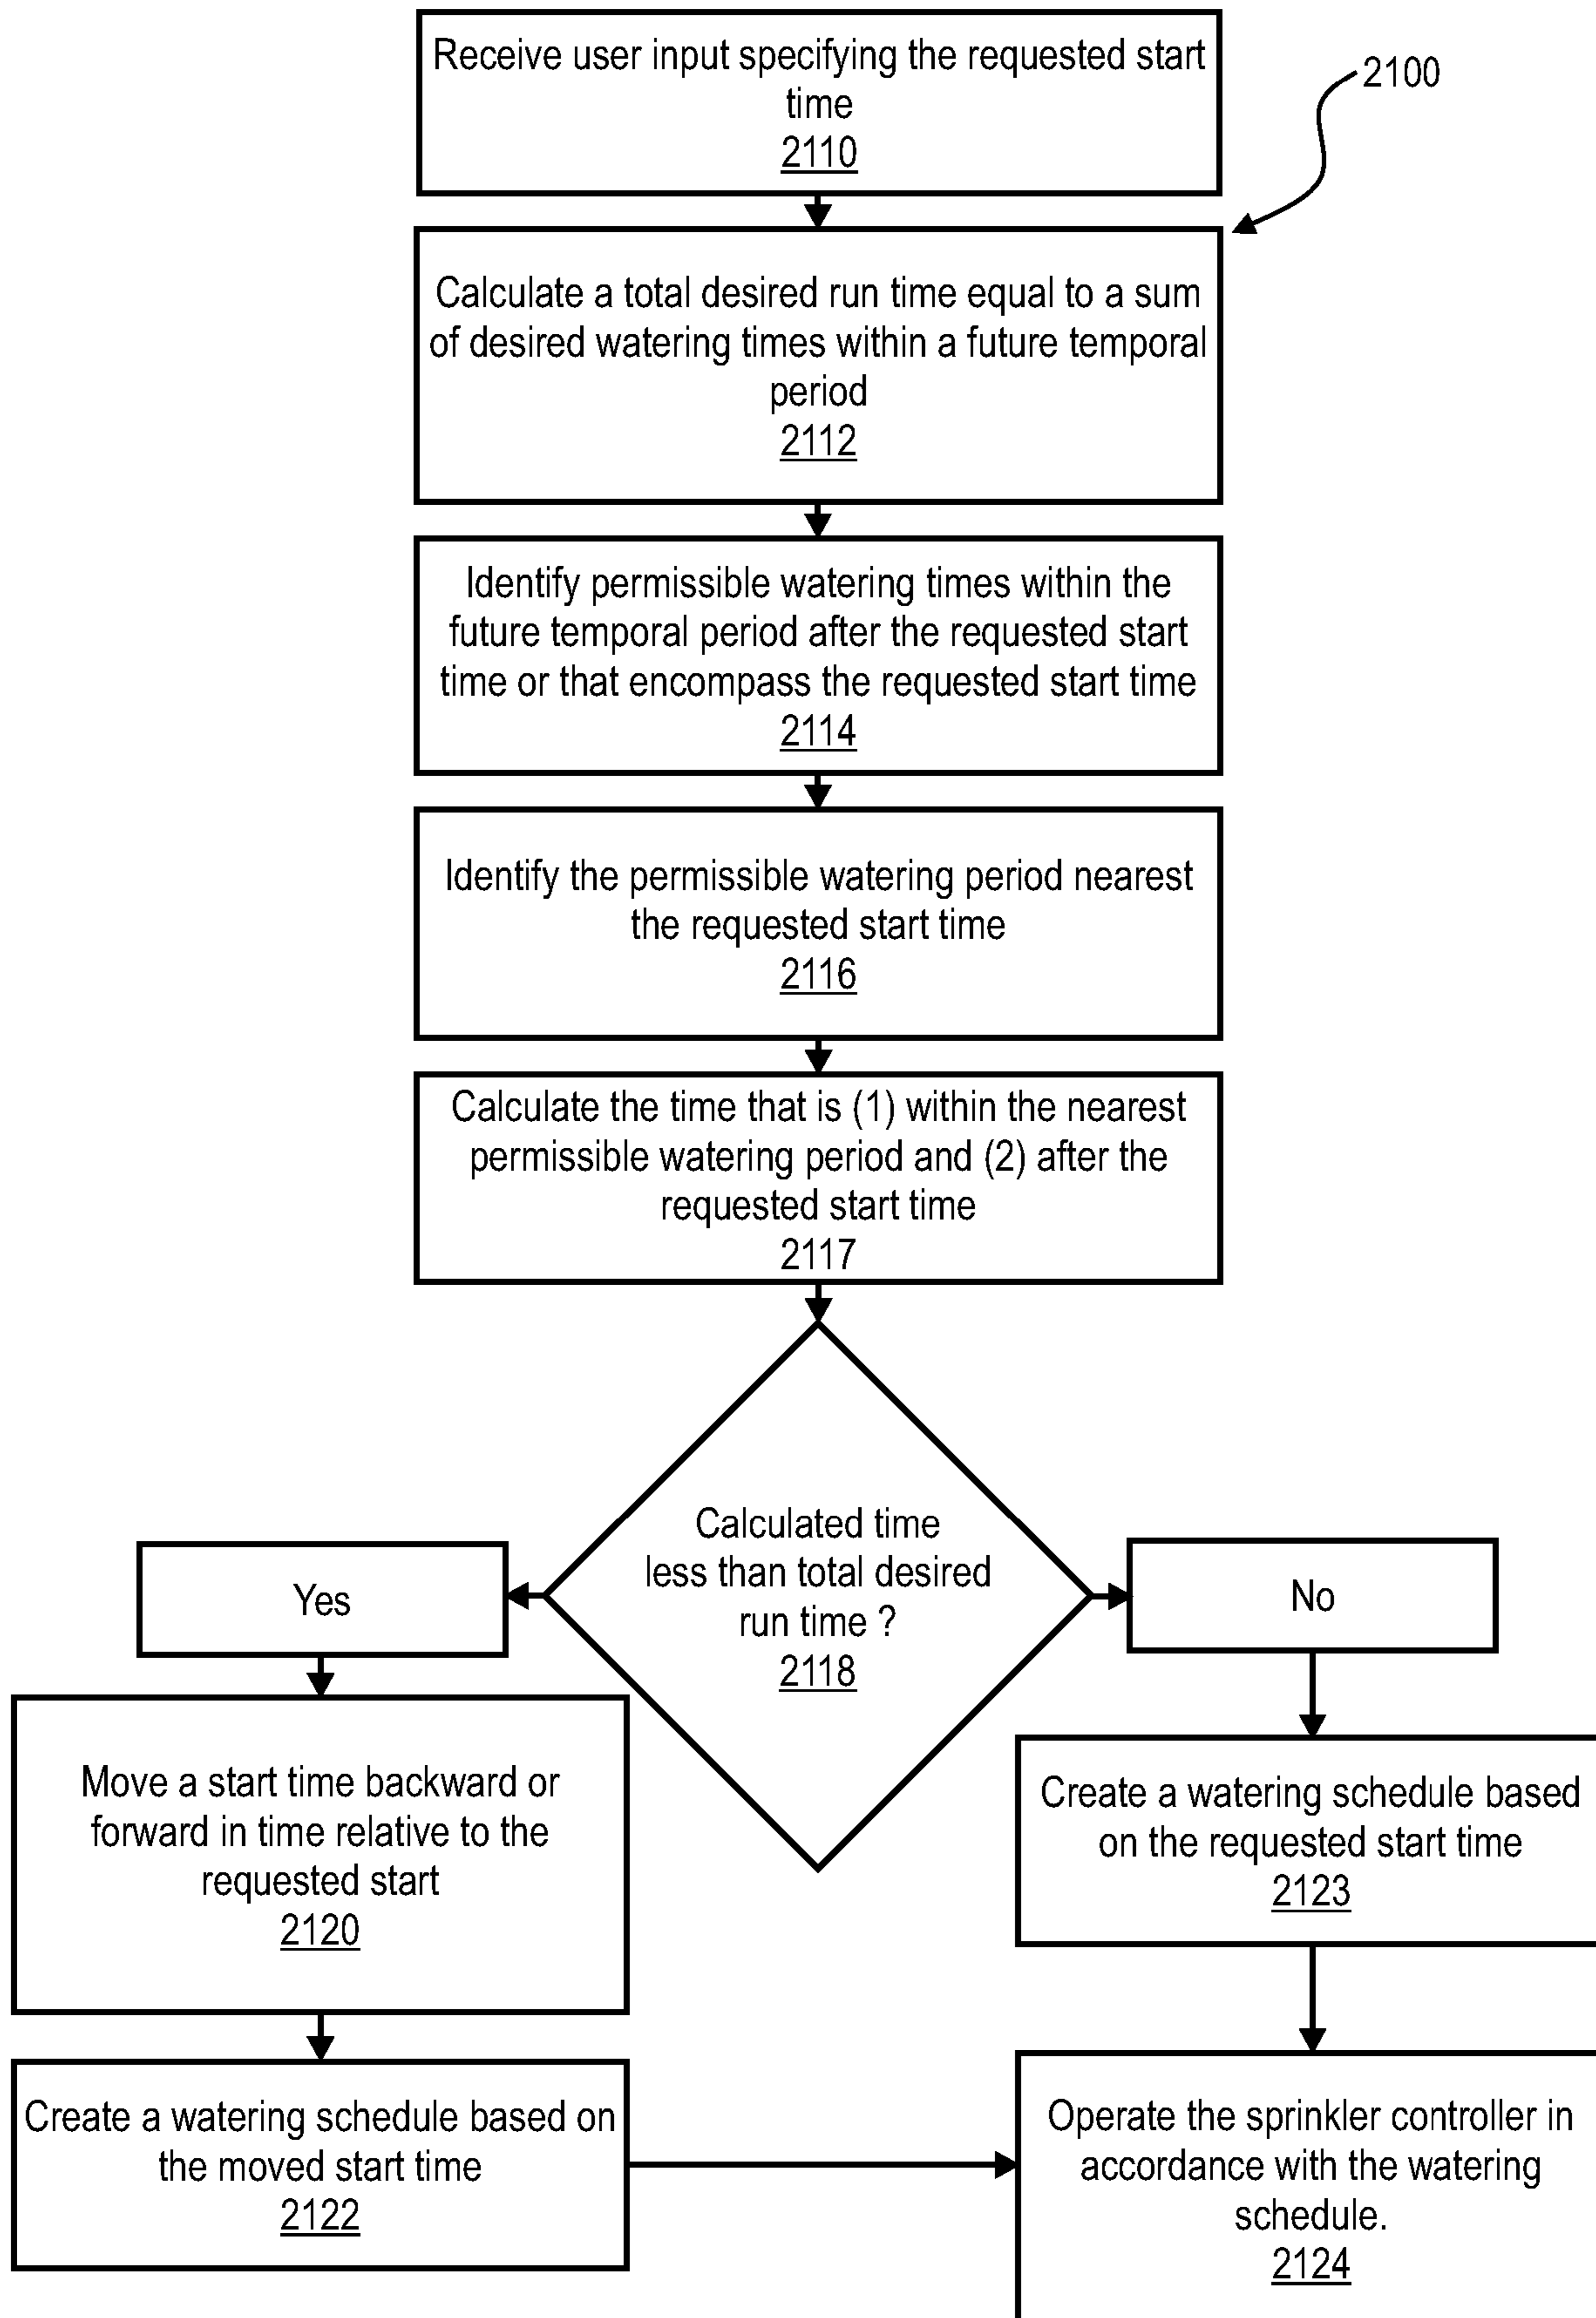 Receive user input specifying the requested start
time
2110
2100
Calculate a total desired run time equal to a sum
of desired watering times within a future temporal
period
2112
Identify permissible watering times within the
future temporal period after the requested start
time or that encompass the requested start time
2114
Identify the permissible watering period nearest
the requested start time
2116
Calculate the time that is (1) within the nearest
permissible watering period and (2) after the
requested start time
2117
Calculated time
less than total desired
run time ?
2118
Yes
No
Move a start time backward or
forward in time relative to the
requested start
2120
Create a watering schedule based
on the requested start time
2123
Create a watering schedule based on
the moved start time
2122
Operate the sprinkler controller in
accordance with the watering
schedule.
2124